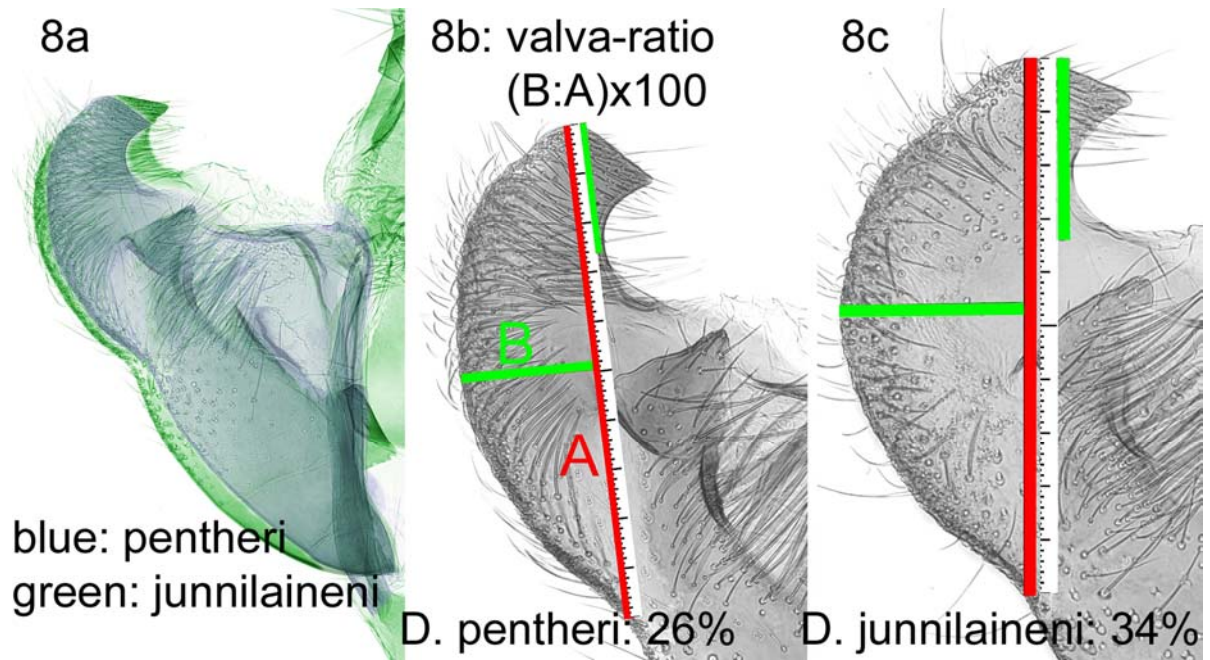 8a
blue: pentheri
green: junnilaineni
8b: valva-ratio
(B:A)x100
B
A
D. pentheri: 26%
8c
D. junnilaineni: 34%